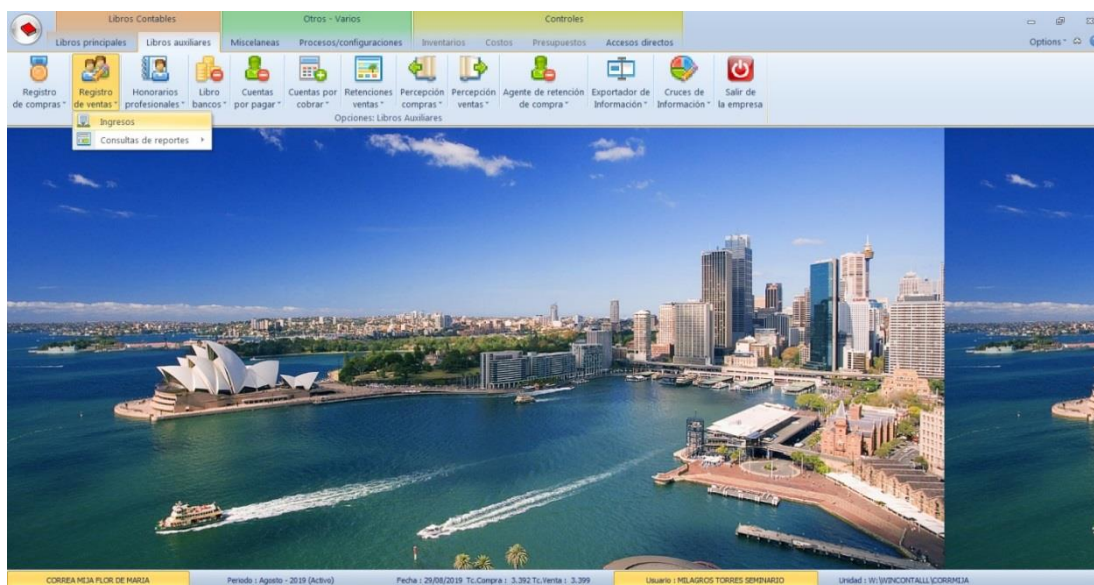 Libros Contables
Otros - Varios
Controles
Libros principales
Libros auxiliares
Miscelaneas
Procesos/configuraciones
Inventarios
Costos
Presupuestos
Accesos directos
Options
Registro de compras
Registro de ventas
Honorarios profesionales
Libro bancos
Cuentas por pagar
Cuentas por cobrar
Retenciones ventas
Percepción compras
Percepción ventas
Agente de retención de compra
Exportador de Información
Cruces de Información
Salir de la empresa
Opciones: Libros Auxiliares
Ingresos
Consultas de reportes
CORREA MIJA FLOR DE MARIA
Periodo : Agosto - 2019 (Activo)
Fecha : 29/08/2019 Tc.Compra : 3.392 Tc.Venta : 3.399
Usuario : MILAGROS TORRES SEMINARIO
Unidad : W:\WINCONTALL\CORRMIJA